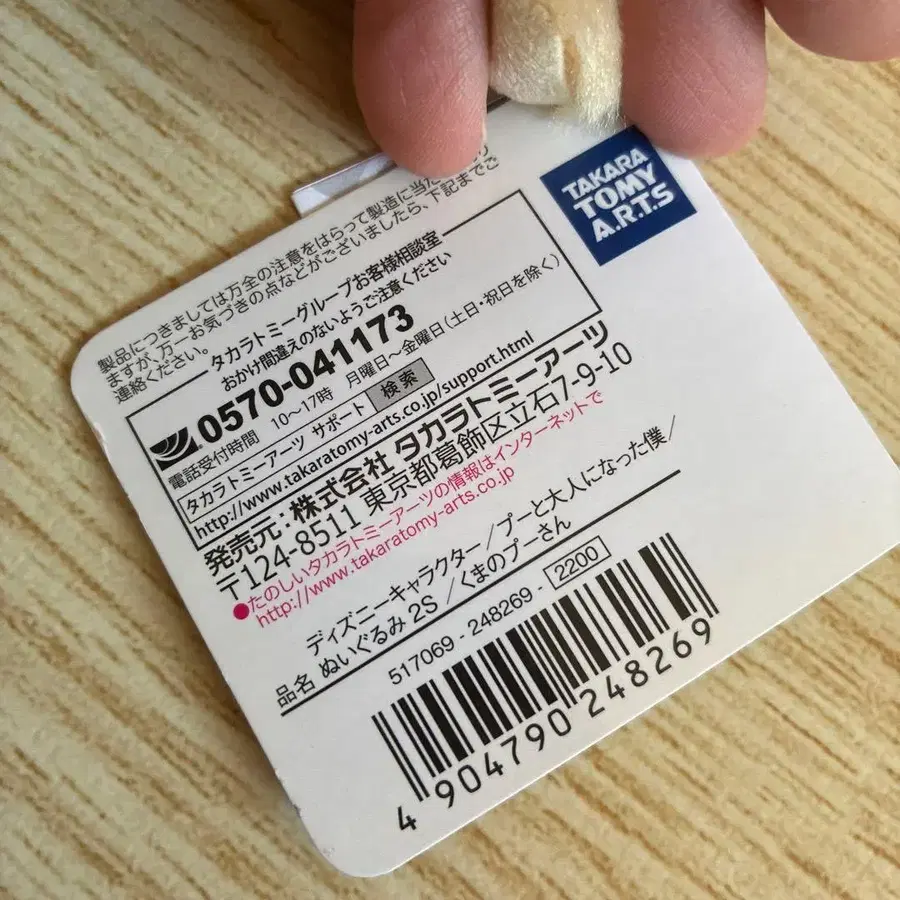 TAKARA
TOMY
A.R.T.S
製品につきましては万全の注意をはらって製造に当た
ますが、万一お気づきの点などがございましたら、下記までご
連絡ください。
タカラトミーグループお客様相談室
おかけ間違えのないようご注意ください
0570-041173
電話受付時間 10～17時 月曜日～金曜日(土日・祝日を除く)
タカラトミーアーツ サポート 検索
http://www.takaratomy-arts.co.jp/support.html
発売元:株式会社 タカラトミーアーツ
〒124-8511 東京都葛飾区立石7-9-10
●たのしいタカラトミーアーツの情報はインターネットで
http://www.takaratomy-arts.co.jp
ディズニーキャラクター/プーと大人になった僕/
品名 ぬいぐるみ 2S /くまのプーさん
517069 - 248269 - 2200
4 904790 248269